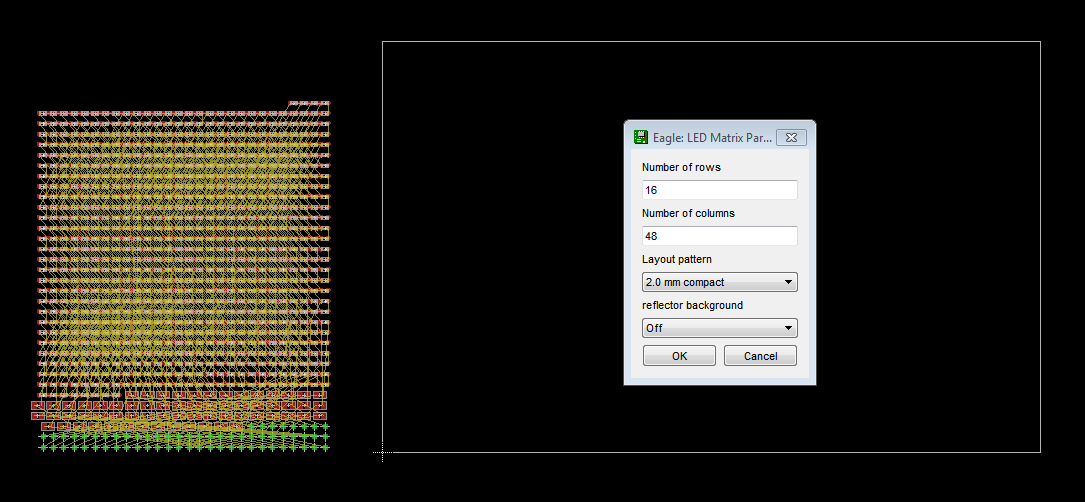 Eagle: LED Matrix Par...
Number of rows
16
Number of columns
48
Layout pattern
2.0 mm compact
reflector background
Off
OK
Cancel